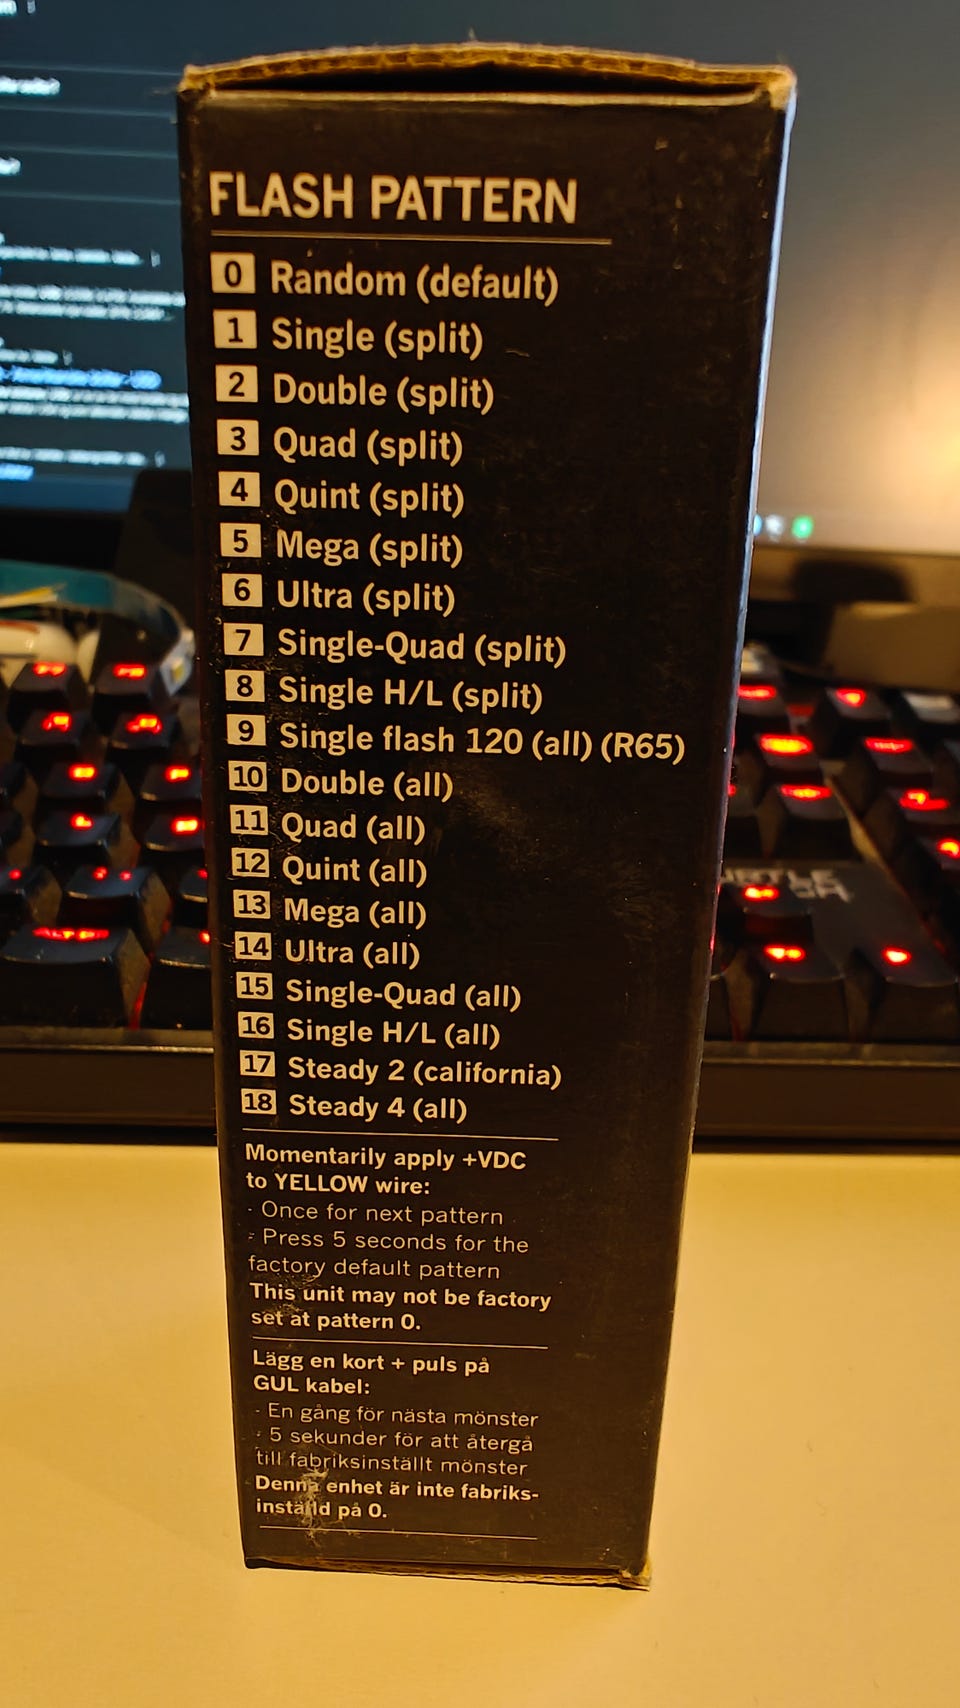 FLASH PATTERN
0 Random (default)
1 Single (split)
2 Double (split)
3 Quad (split)
4 Quint (split)
5 Mega (split)
6 Ultra (split)
7 Single-Quad (split)
8 Single H/L (split)
9 Single flash 120 (all) (R65)
10 Double (all)
11 Quad (all)
12 Quint (all)
13 Mega (all)
14 Ultra (all)
15 Single-Quad (all)
16 Single H/L (all)
17 Steady 2 (california)
18 Steady 4 (all)
Momentarily apply +VDC
to YELLOW wire:
- Once for next pattern
- Press 5 seconds for the
factory default pattern
This unit may not be factory
set at pattern 0.
Lägg en kort + puls på
GUL kabel:
- En gång för nästa mönster
- 5 sekunder för att återgå
till fabriksinställt mönster
Denna enhet är inte fabriks-
inställd på 0.